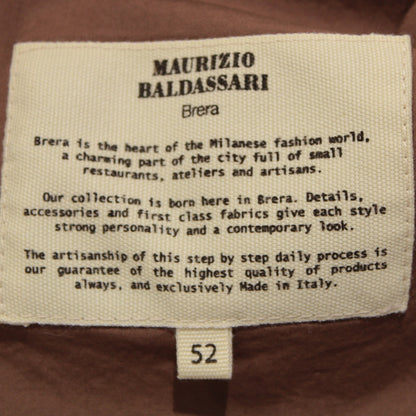 MAURIZIO
BALDASSARI
Brera
Brera is the heart of the Milanese fashion world,
a charming part of the city full of small
restaurants, ateliers and artisans.
Our collection is born here in Brera. Details,
accessories and first class fabrics give each style
strong personality and a contemporary look.
The artisanship of this step by step daily process is
our guarantee of the highest quality of products
always, and exclusively Made in Italy.
52